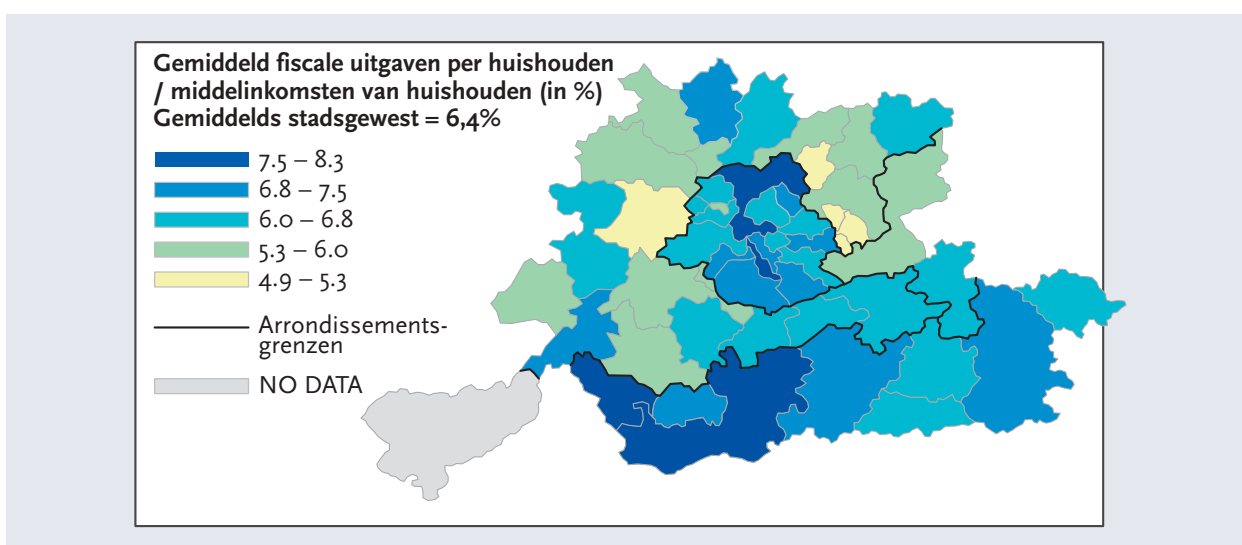 Gemiddeld fiscale uitgaven per huishouden
/ middelinkomsten van huishouden (in %)
Gemiddelds stadsgewest = 6,4%
7.5 – 8.3
6.8 – 7.5
6.0 – 6.8
5.3 – 6.0
4.9 – 5.3
Arrondissements-
grenzen
NO DATA